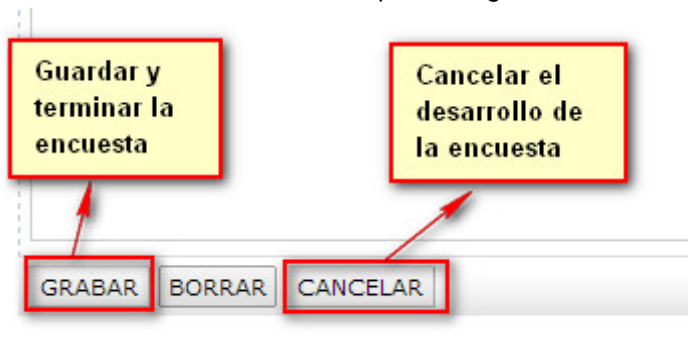 Guardar y
terminar la
encuesta
Cancelar el
desarrollo de
la encuesta
GRABAR BORRAR CANCELAR